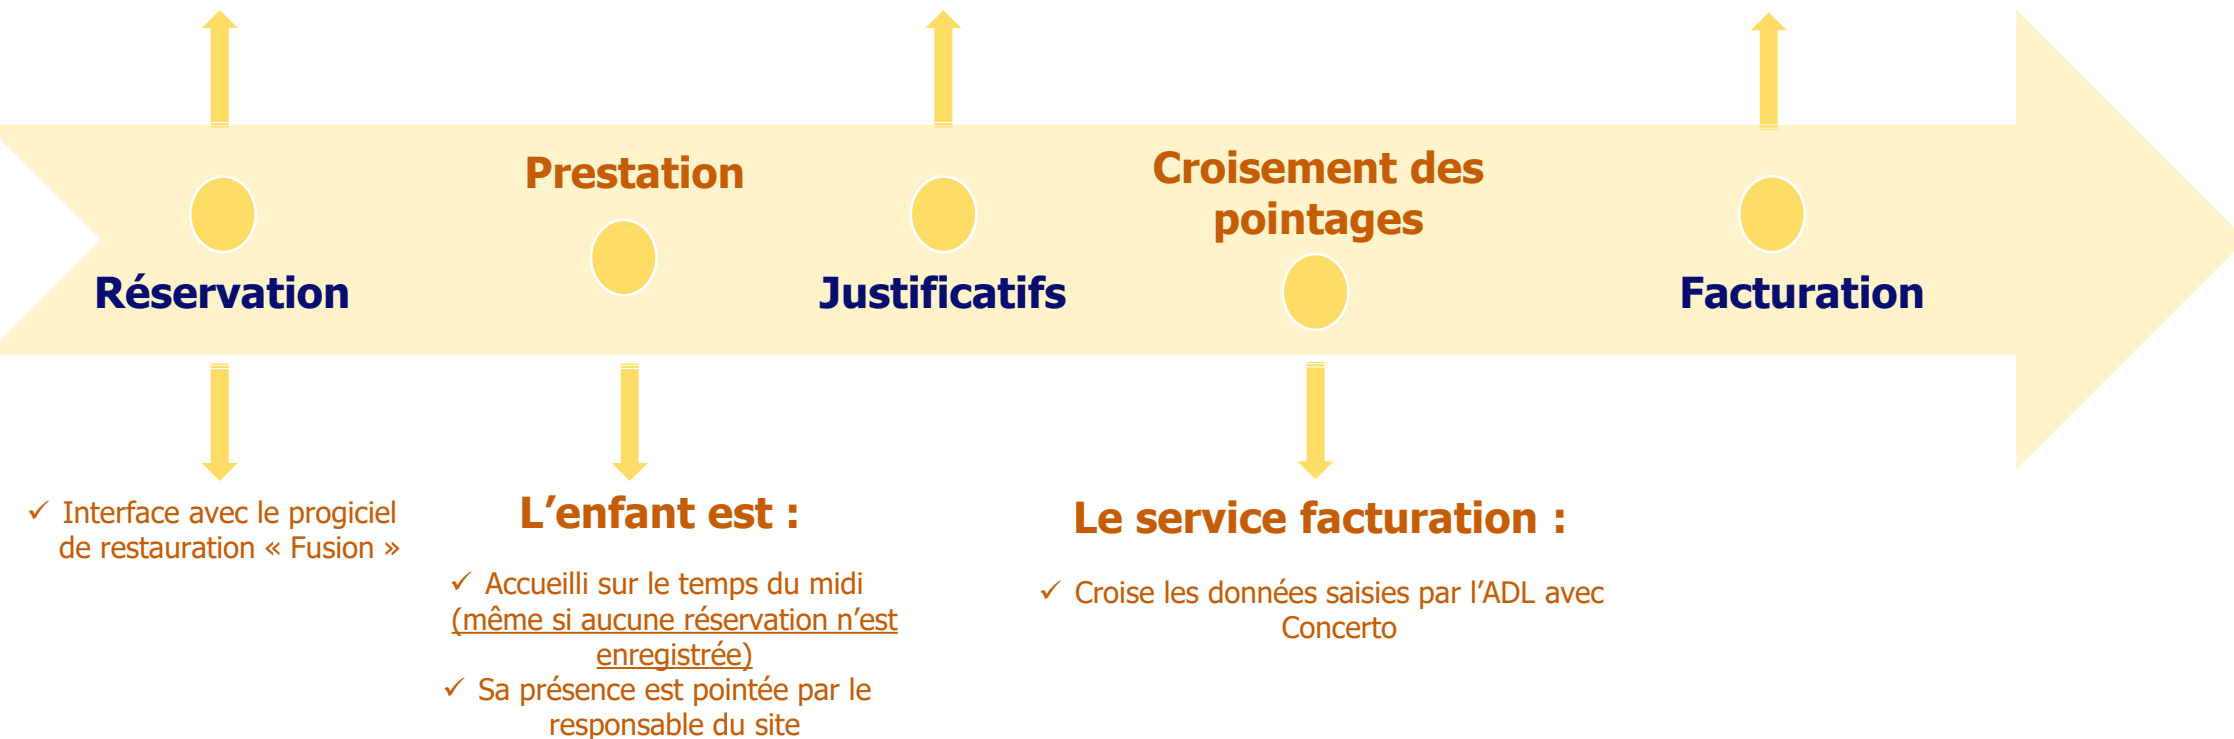 Prestation
Croisement des
pointages
Réservation
Justificatifs
Facturation
✓ Interface avec le progiciel
de restauration « Fusion »
L’enfant est :
✓ Accueilli sur le temps du midi
(même si aucune réservation n’est
enregistrée)
✓ Sa présence est pointée par le
responsable du site
Le service facturation :
✓ Croise les données saisies par l’ADL avec
Concerto